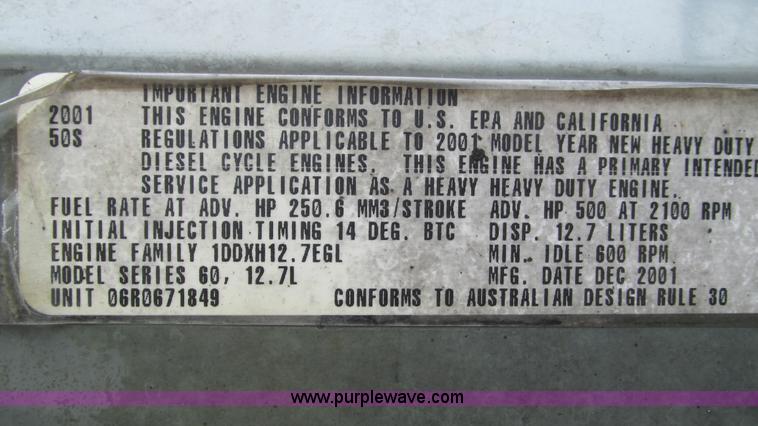 IMPORTANT ENGINE INFORMATION
2001 THIS ENGINE CONFORMS TO U.S. EPA AND CALIFORNIA
50S REGULATIONS APPLICABLE TO 2001 MODEL YEAR NEW HEAVY DUTY
DIESEL CYCLE ENGINES. THIS ENGINE HAS A PRIMARY INTENDED
SERVICE APPLICATION AS A HEAVY HEAVY DUTY ENGINE.
FUEL RATE AT ADV. HP 250.6 MM3/STROKE ADV. HP 500 AT 2100 RPM
INITIAL INJECTION TIMING 14 DEG. BTC DISP. 12.7 LITERS
ENGINE FAMILY 1DDXH12.7EGL MIN. IDLE 600 RPM
MODEL SERIES 60, 12.7L MFG. DATE DEC 2001
UNIT 06R0671849 CONFORMS TO AUSTRALIAN DESIGN RULE 30
www.purplewave.com